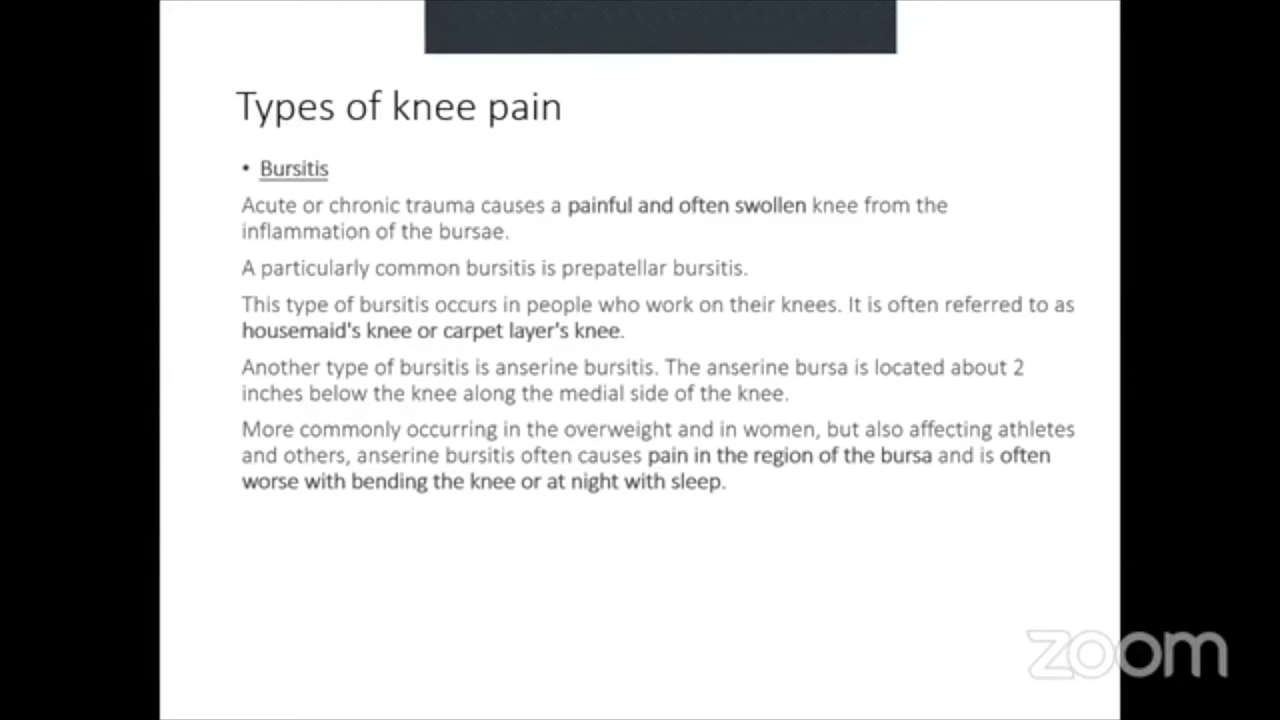 Types of knee pain
• Bursitis
Acute or chronic trauma causes a painful and often swollen knee from the
inflammation of the bursae.
A particularly common bursitis is prepatellar bursitis.
This type of bursitis occurs in people who work on their knees. It is often referred to as
housemaid's knee or carpet layer's knee.
Another type of bursitis is anserine bursitis. The anserine bursa is located about 2
inches below the knee along the medial side of the knee.
More commonly occurring in the overweight and in women, but also affecting athletes
and others, anserine bursitis often causes pain in the region of the bursa and is often
worse with bending the knee or at night with sleep.
zoom